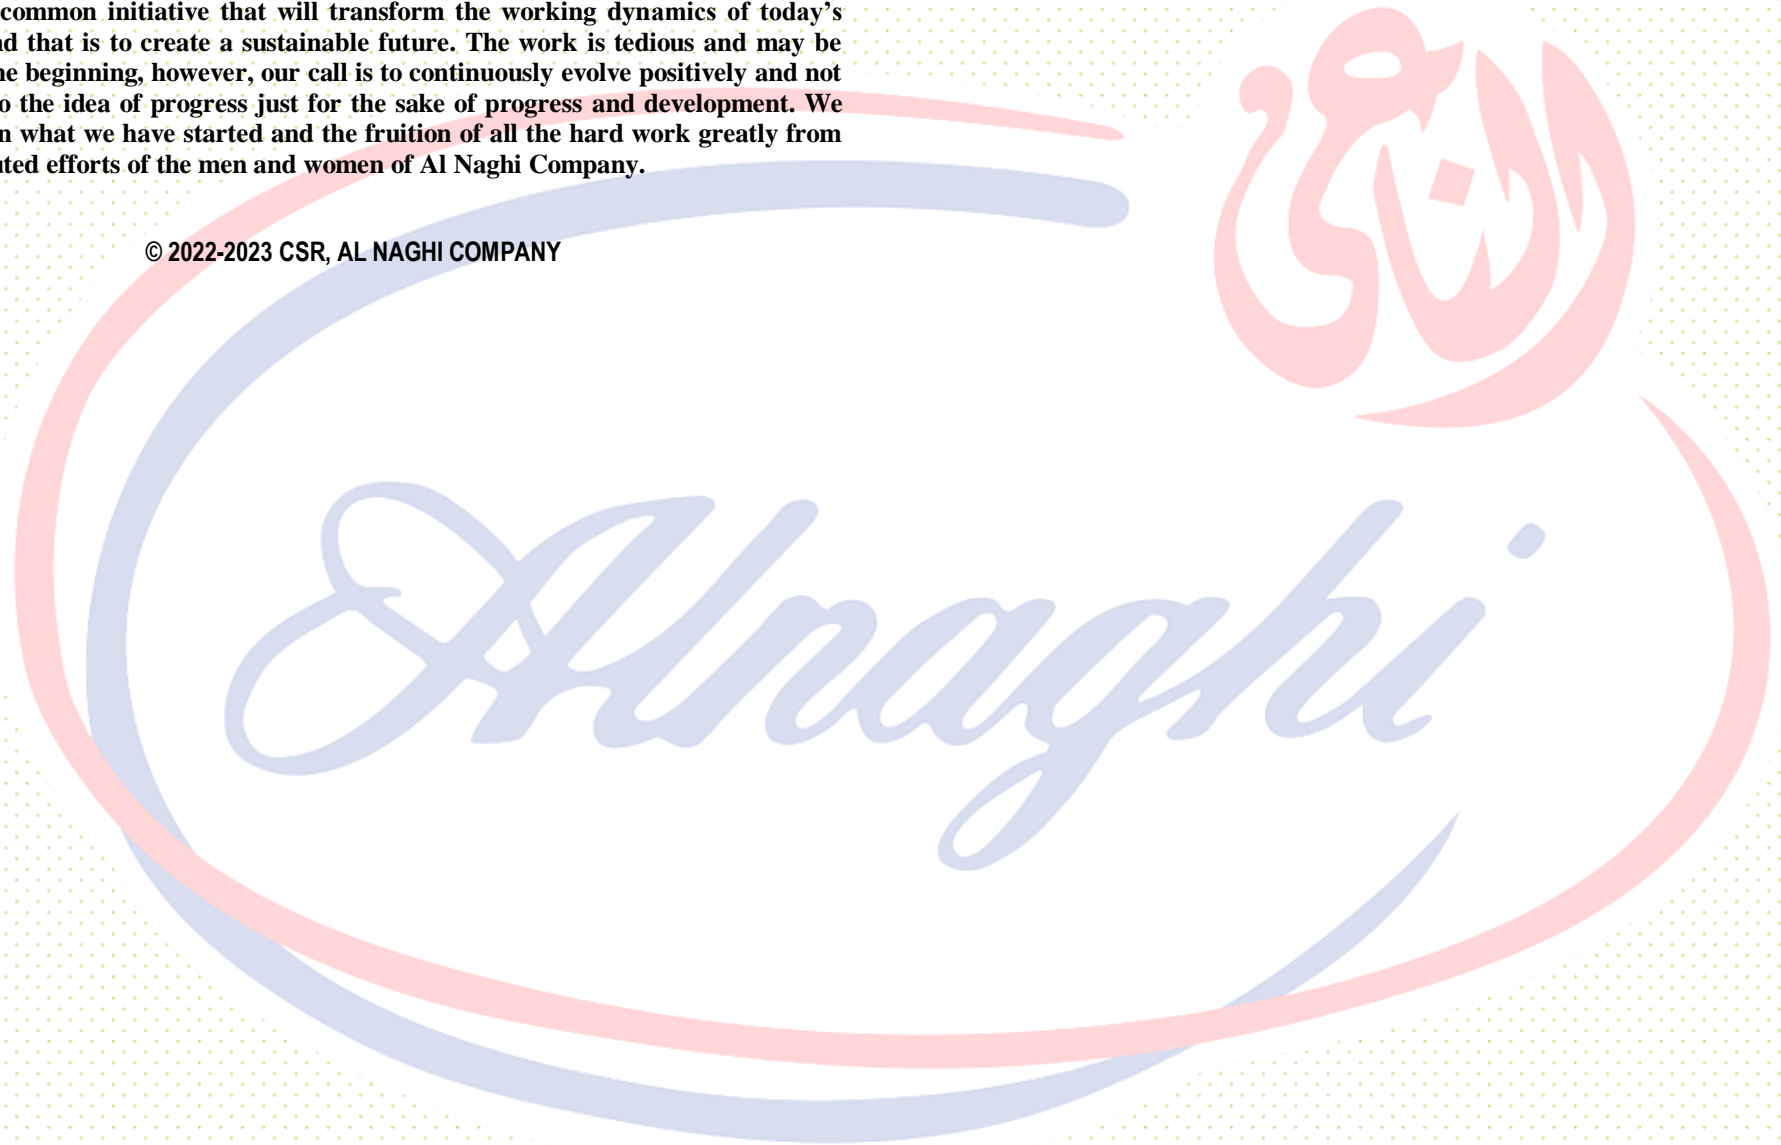 common initiative that will transform the working dynamics of today’s
d that is to create a sustainable future. The work is tedious and may be
e beginning, however, our call is to continuously evolve positively and not
o the idea of progress just for the sake of progress and development. We
n what we have started and the fruition of all the hard work greatly from
uted efforts of the men and women of Al Naghi Company.
© 2022-2023 CSR, AL NAGHI COMPANY
النغي
Alnaghi